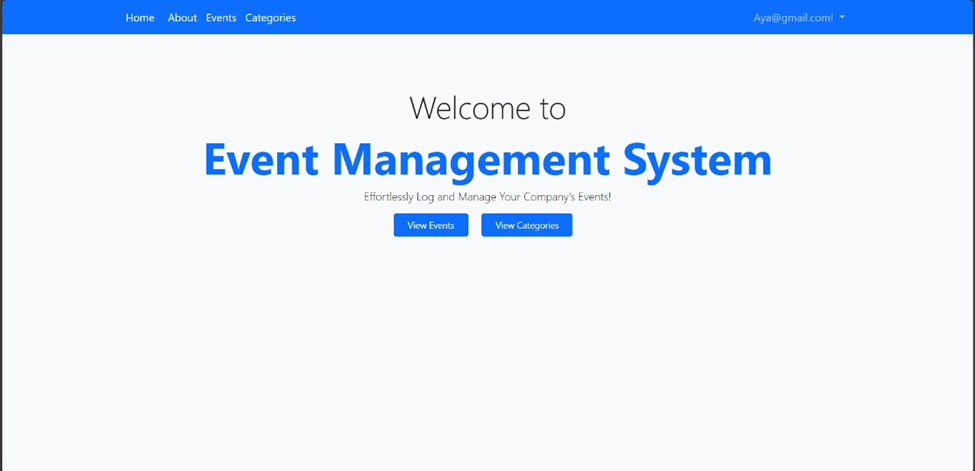 Home About Events Categories Aya@gmail.com!
Welcome to
Event Management System
Effortlessly Log and Manage Your Company's Events!
View Events View Categories